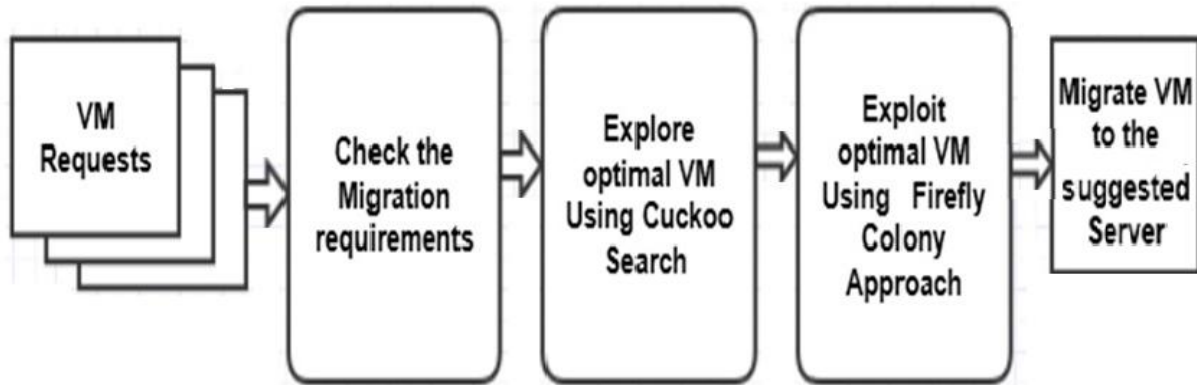 VM
Requests
Check the
Migration
requirements
Explore
optimal VM
Using Cuckoo
Search
Exploit
optimal VM
Using Firefly
Colony
Approach
Migrate VM
to the
suggested
Server